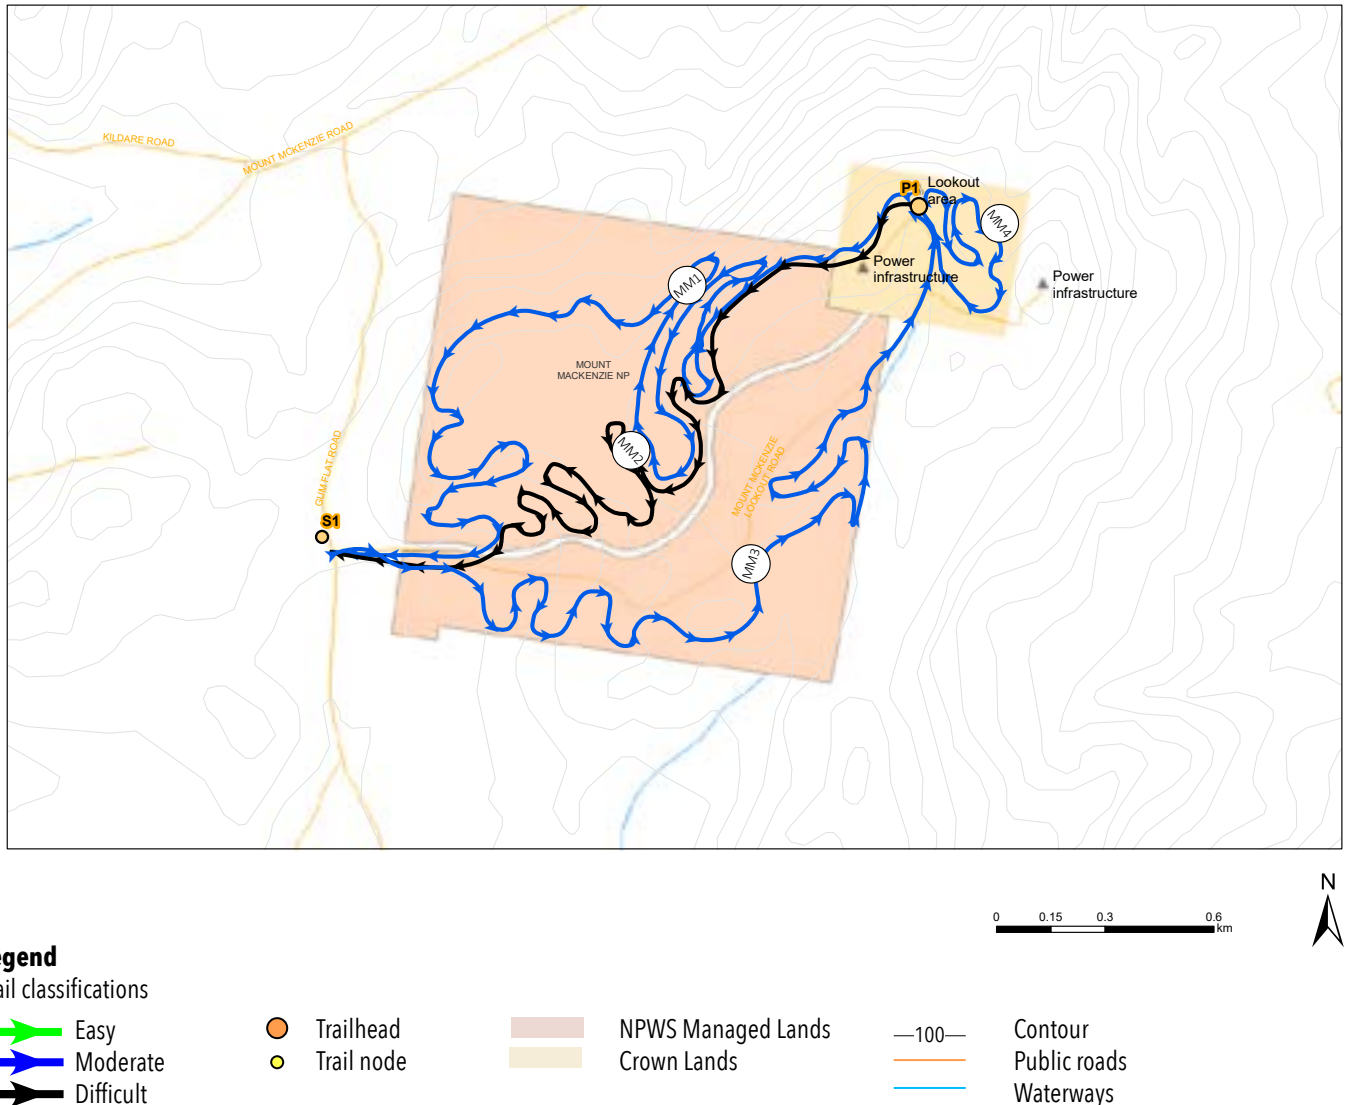 KILDARE ROAD
MOUNT MCKENZIE ROAD
P1
Lookout
area
MM4
Power
infrastructure
Power
infrastructure
MM1
MOUNT
MACKENZIE NP
MM2
GUM FLAT ROAD
MOUNT MCKENZIE
LOOKOUT ROAD
S1
MM3
N
0 0.15 0.3 0.6
km
egend
ail classifications
Easy
Moderate
Difficult
Trailhead
Trail node
NPWS Managed Lands
Crown Lands
—100—
Contour
Public roads
Waterways